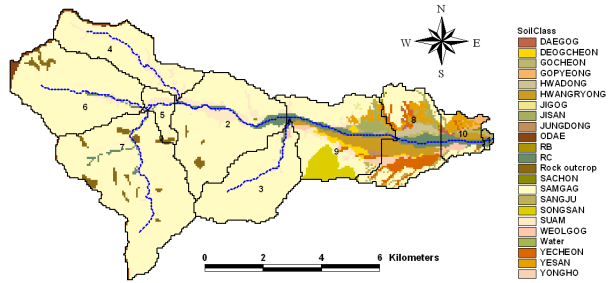 N
W E
S
SoilClass
DAEGOG
DEOGCHEON
GOCHEON
GOPYEONG
HWADONG
HWANGRYONG
JIGOG
JISAN
JUNGDONG
ODAE
RB
RC
Rock outcrop
SACHON
SAMGAG
SANGJU
SONGSAN
SUAM
WEOLGOG
Water
YECHEON
YESAN
YONGHO
4
6
5
7
2
3
9
8
10
0 2 4 6 Kilometers